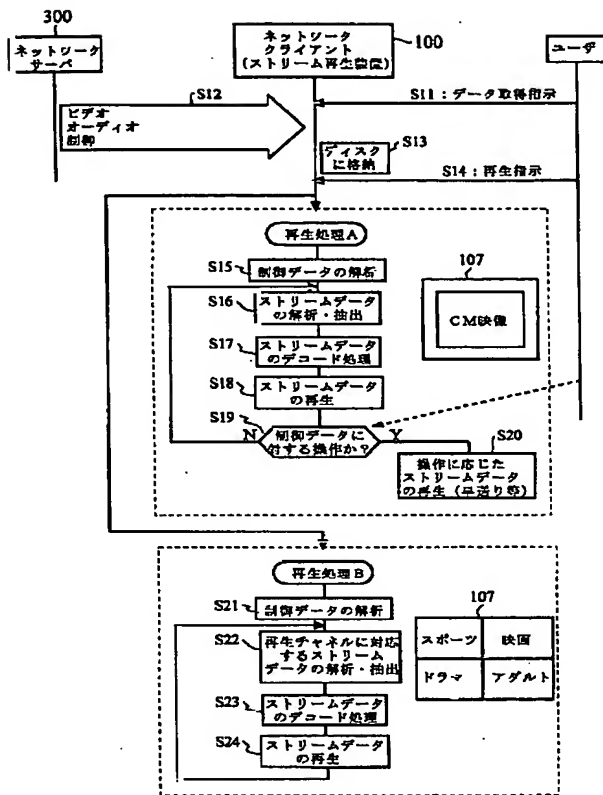 300
ネットワーク
サーバ
ネットワーク
クライアント
(ストリーム再生装置)
100
ユーザ
S11：データ取得指示
S12
ビデオ
オーディオ
制御
ディスク
に格納
S13
S14：再生指示
再生処理A
S15
制御データの解析
S16
ストリームデータ
の解析・抽出
S17
ストリームデータ
のデコード処理
S18
ストリームデータ
の再生
S19
制御データに
対する操作か？
N
Y
S20
操作に応じた
ストリームデータ
の再生（早送り等）
107
CM映像
再生処理B
S21
制御データの解析
S22
再生チャネルに対応
するストリーム
データの解析・抽出
S23
ストリームデータ
のデコード処理
S24
ストリームデータ
の再生
107
スポーツ
映画
ドラマ
アダルト